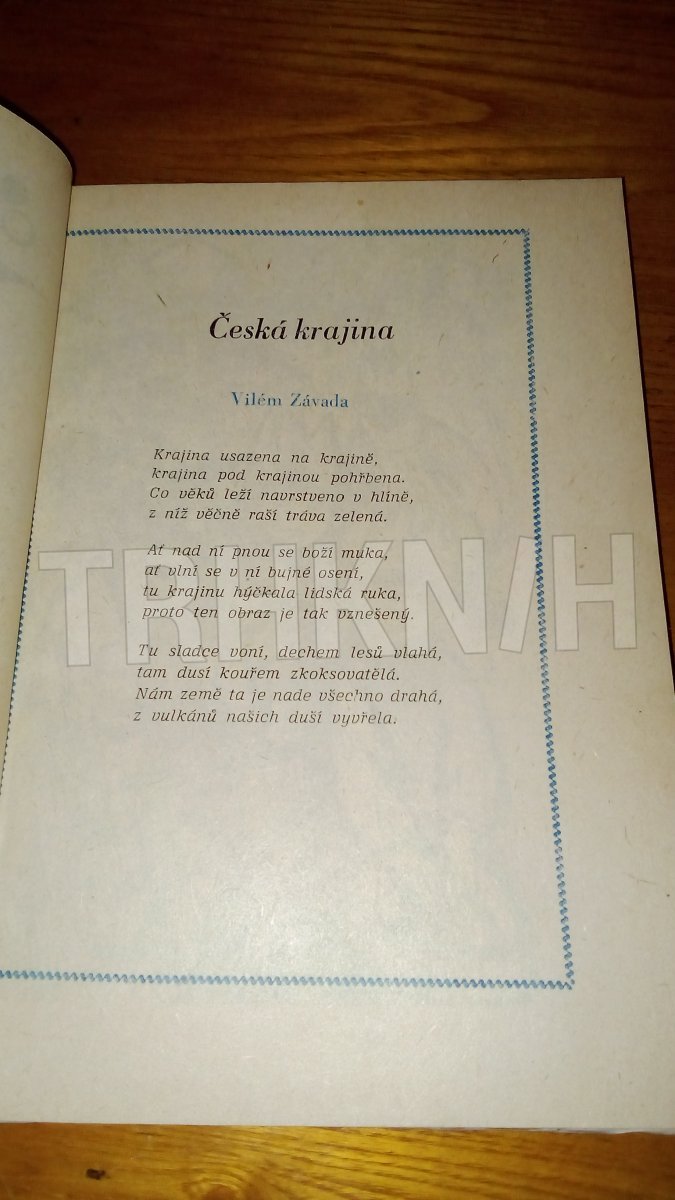 Česká krajina
Vilém Závada
Krajina usazena na krajině,
krajina pod krajinou pohřbena.
Co věků leží navrstveno v hlíně,
z níž věčně raší tráva zelená.
Ať nad ní pnou se boží muka,
ať vlní se v ní bujné osení,
tu krajinu hýčkala lidská ruka,
proto ten obraz je tak vznešený.
Tu sladce voní, dechem lesů vlahá,
tam dusí kouřem zkoksovatělá.
Nám země ta je nade všechno drahá,
z vulkánů našich duší vyvřela.
TRHKNIH